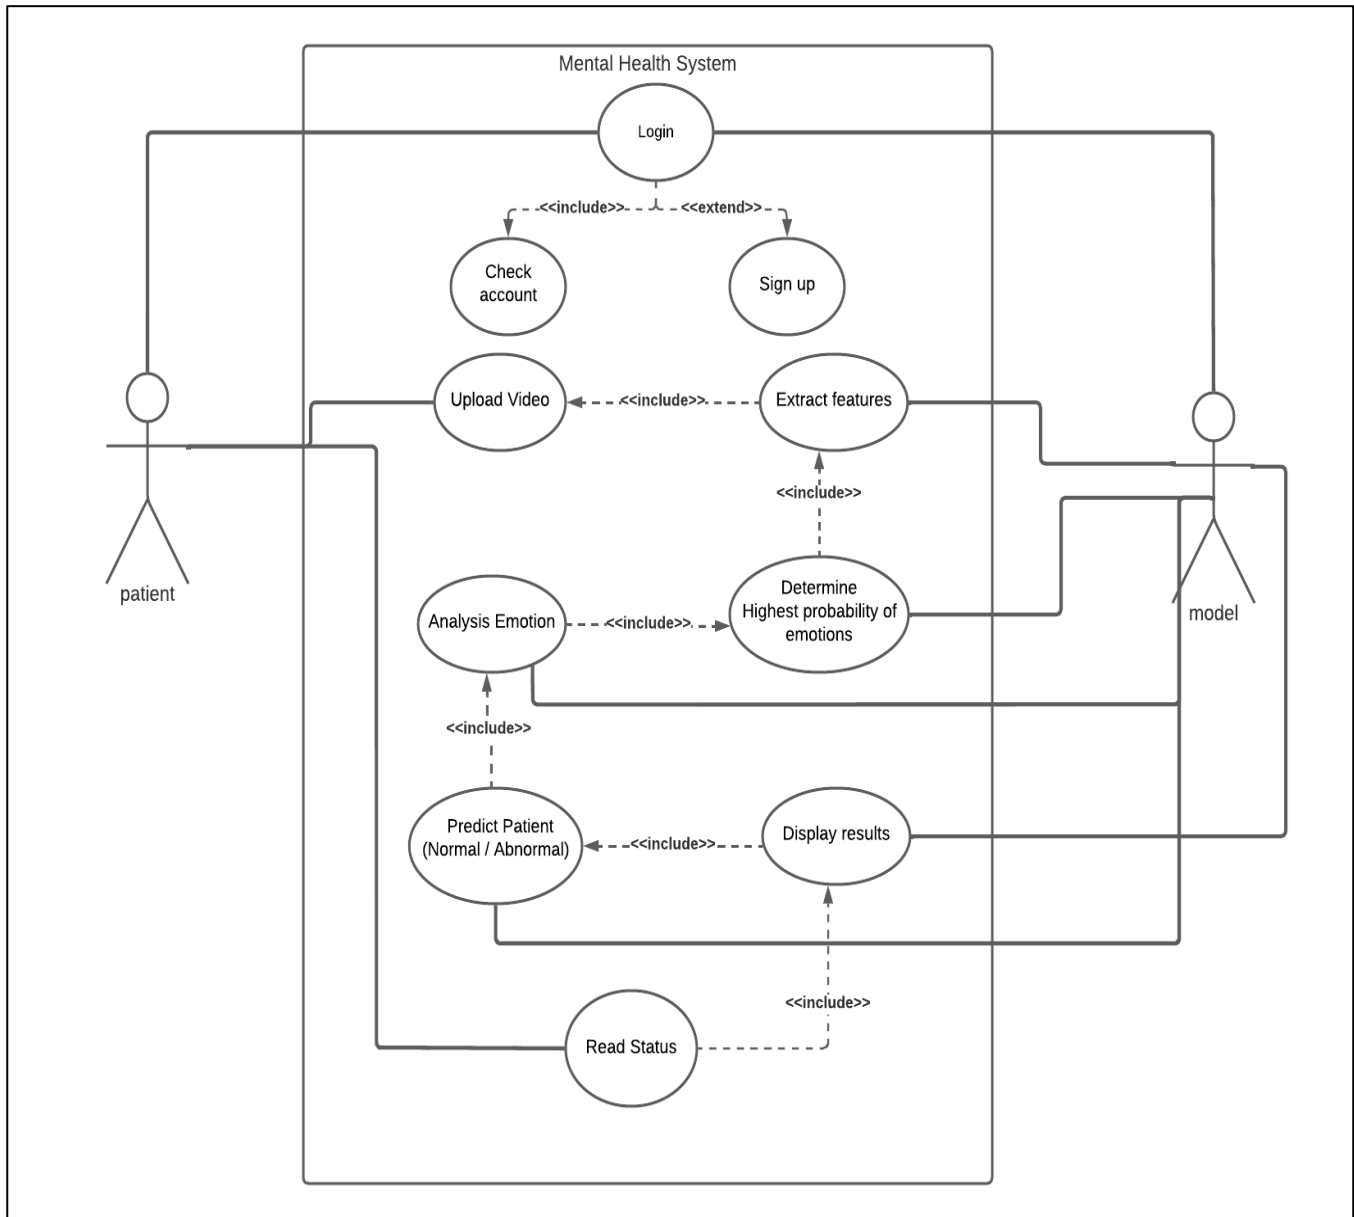 Mental Health System
Login
<<include>>
<<extend>>
Check
account
Sign up
Upload Video
<<include>>
Extract features
<<include>>
patient
model
Analysis Emotion
<<include>>
Determine
Highest probability of
emotions
<<include>>
Predict Patient
(Normal / Abnormal)
<<include>>
Display results
<<include>>
Read Status